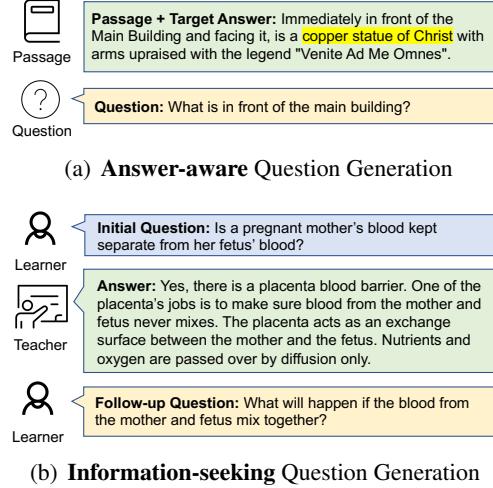 Passage + Target Answer: Immediately in front of the
Main Building and facing it, is a copper statue of Christ with
arms upraised with the legend "Venite Ad Me Omnes".
Passage
?
Question: What is in front of the main building?
Question
(a) Answer-aware Question Generation
Initial Question: Is a pregnant mother's blood kept
separate from her fetus' blood?
Learner
Answer: Yes, there is a placenta blood barrier. One of the
placenta's jobs is to make sure blood from the mother and
fetus never mixes. The placenta acts as an exchange
surface between the mother and the fetus. Nutrients and
oxygen are passed over by diffusion only.
Teacher
Follow-up Question: What will happen if the blood from
the mother and fetus mix together?
Learner
(b) Information-seeking Question Generation